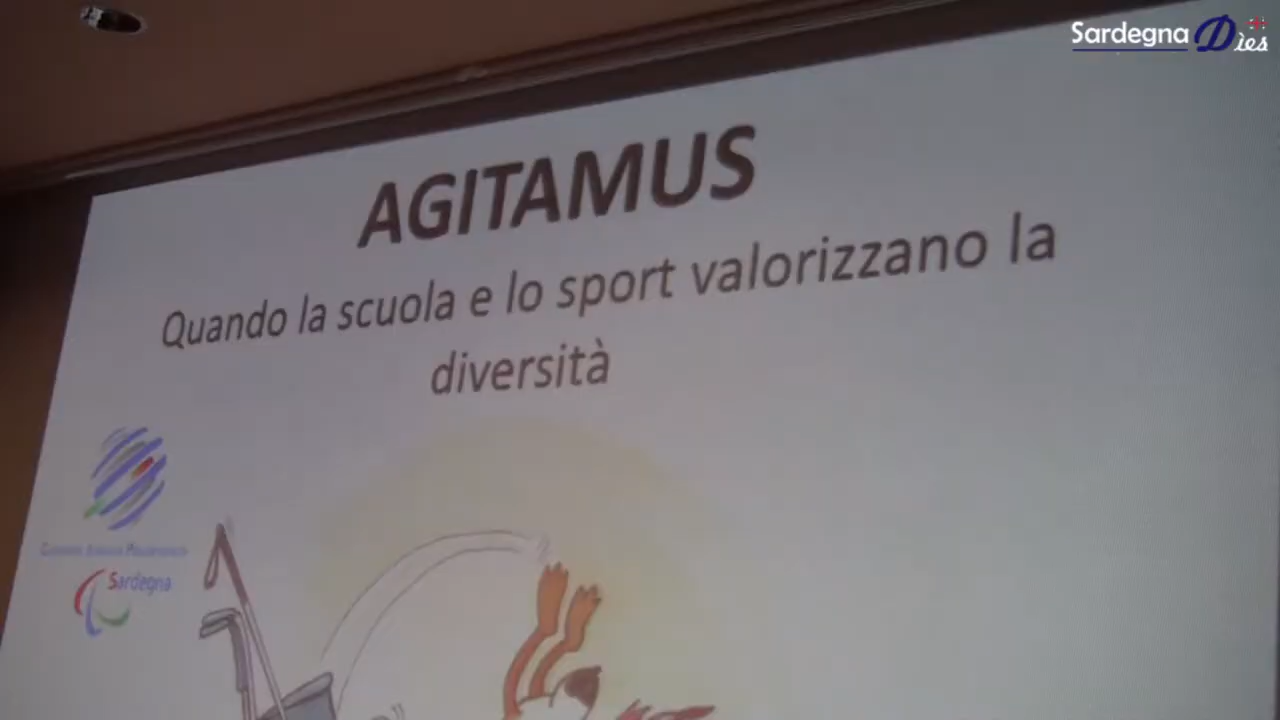 Sardegna Dies
AGITAMUS
Quando la scuola e lo sport valorizzano la
diversità
Sardegna